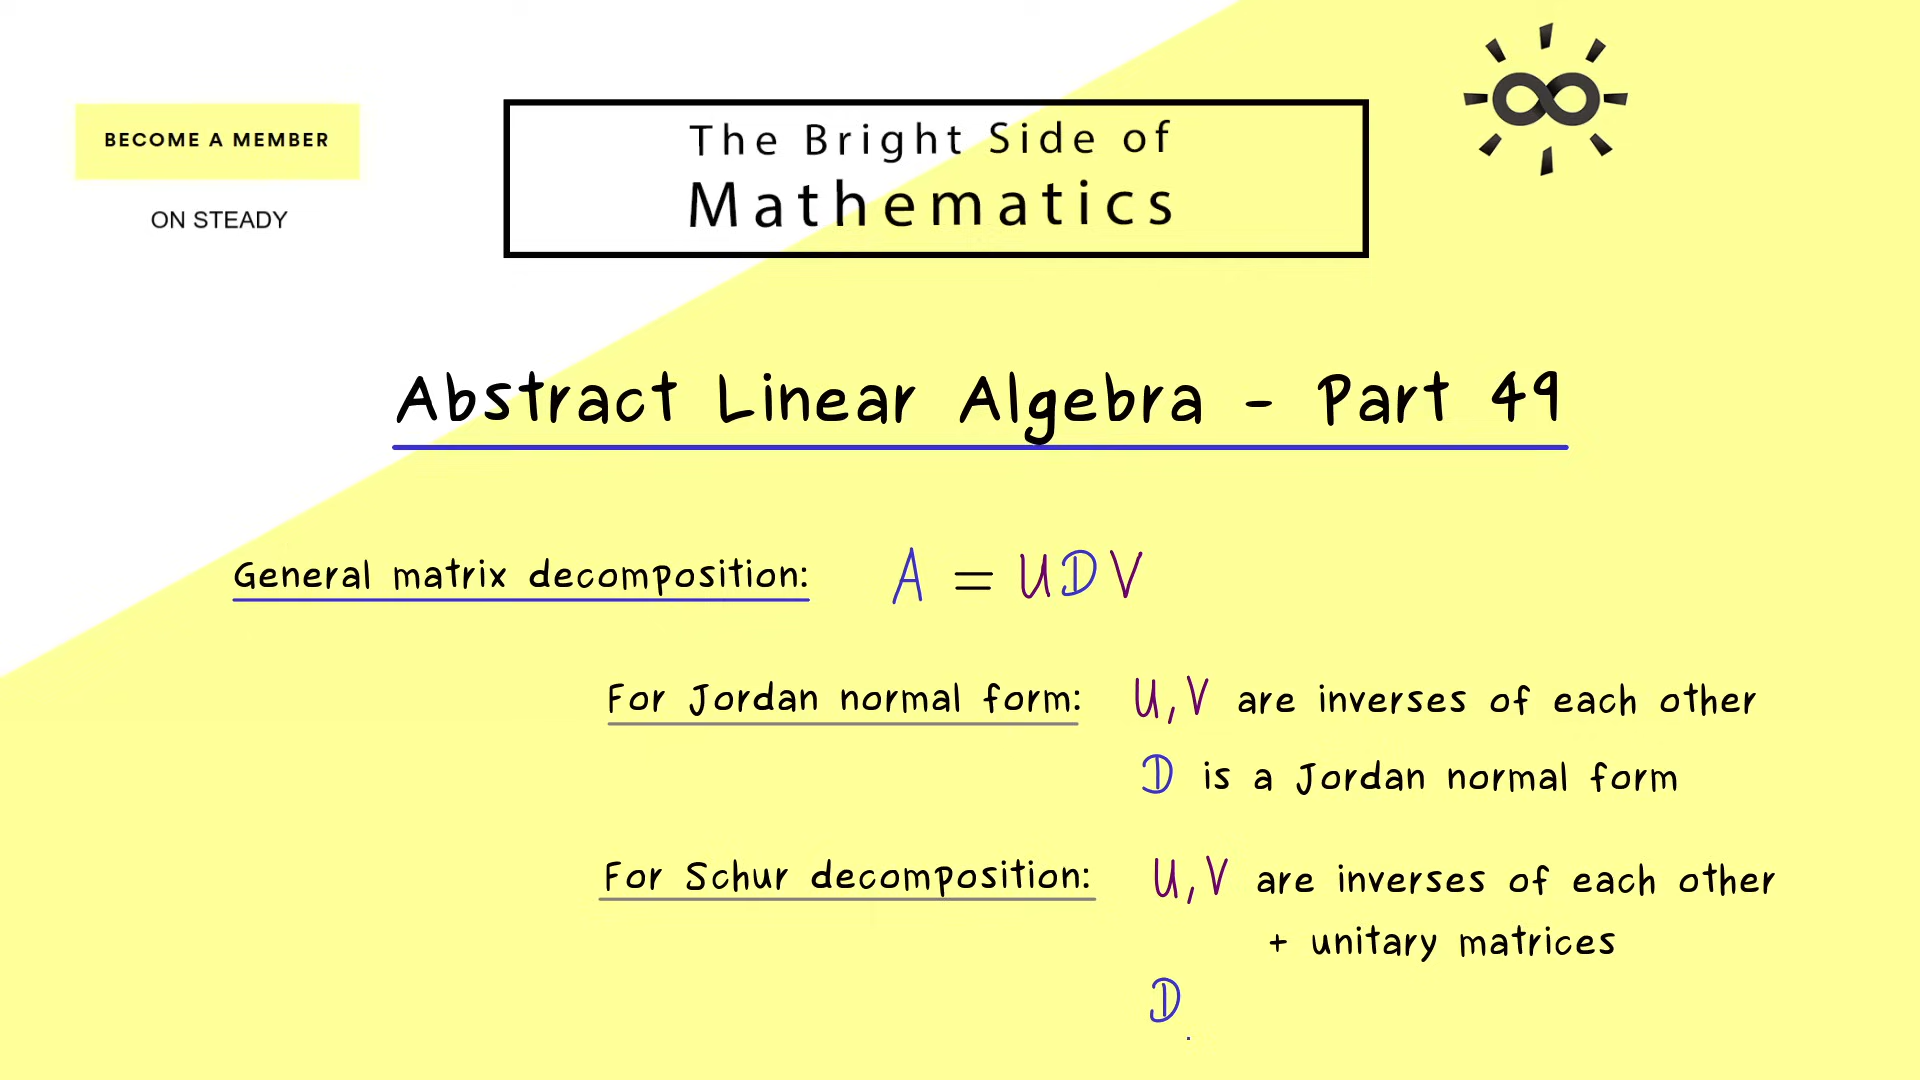 BECOME A MEMBER
ON STEADY
The Bright Side of
Mathematics
Abstract Linear Algebra - Part 49
General matrix decomposition: A = UDV
For Jordan normal form: U, V are inverses of each other
D is a Jordan normal form
For Schur decomposition: U, V are inverses of each other
+ unitary matrices
D